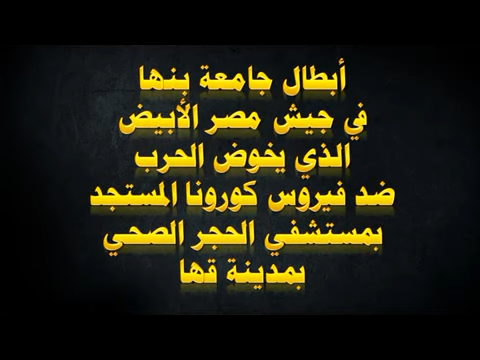 أبطال جامعة بنها
في جيش مصر الأبيض
الذي يخوض الحرب
ضد فيروس كورونا المستجد
بمستشفي الحجر الصحي
بمدينة قها